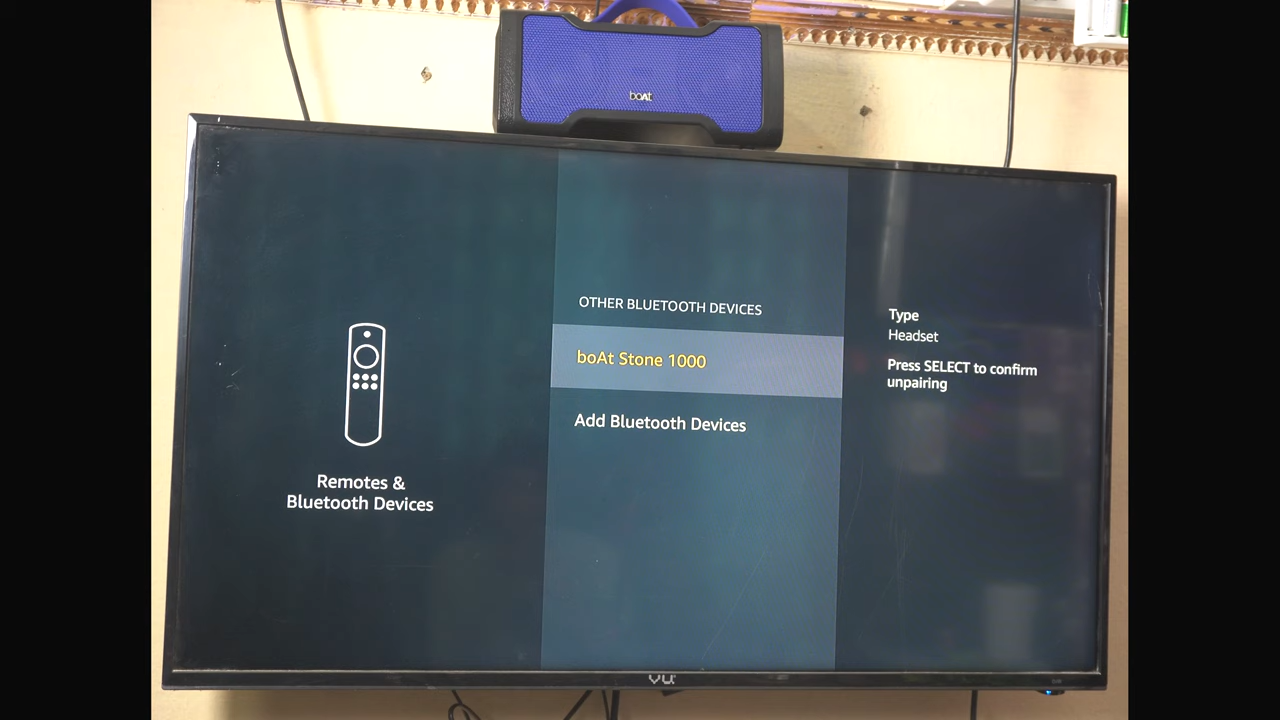 boAt
OTHER BLUETOOTH DEVICES
boAt Stone 1000
Add Bluetooth Devices
Remotes &
Bluetooth Devices
Type
Headset
Press SELECT to confirm
unpairing
Vu